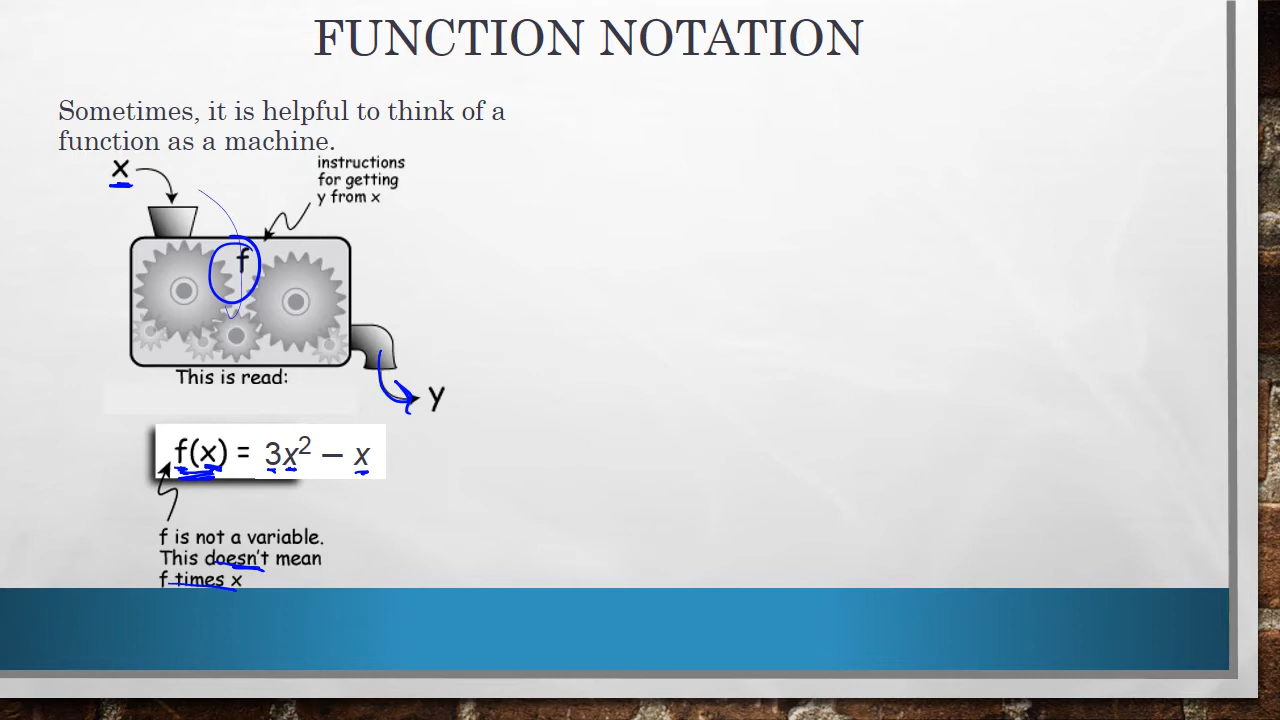 FUNCTION NOTATION
Sometimes, it is helpful to think of a
function as a machine.
x
instructions
for getting
y from x
f
This is read:
y
f(x) = 3x² − x
f is not a variable.
This doesn't mean
f times x